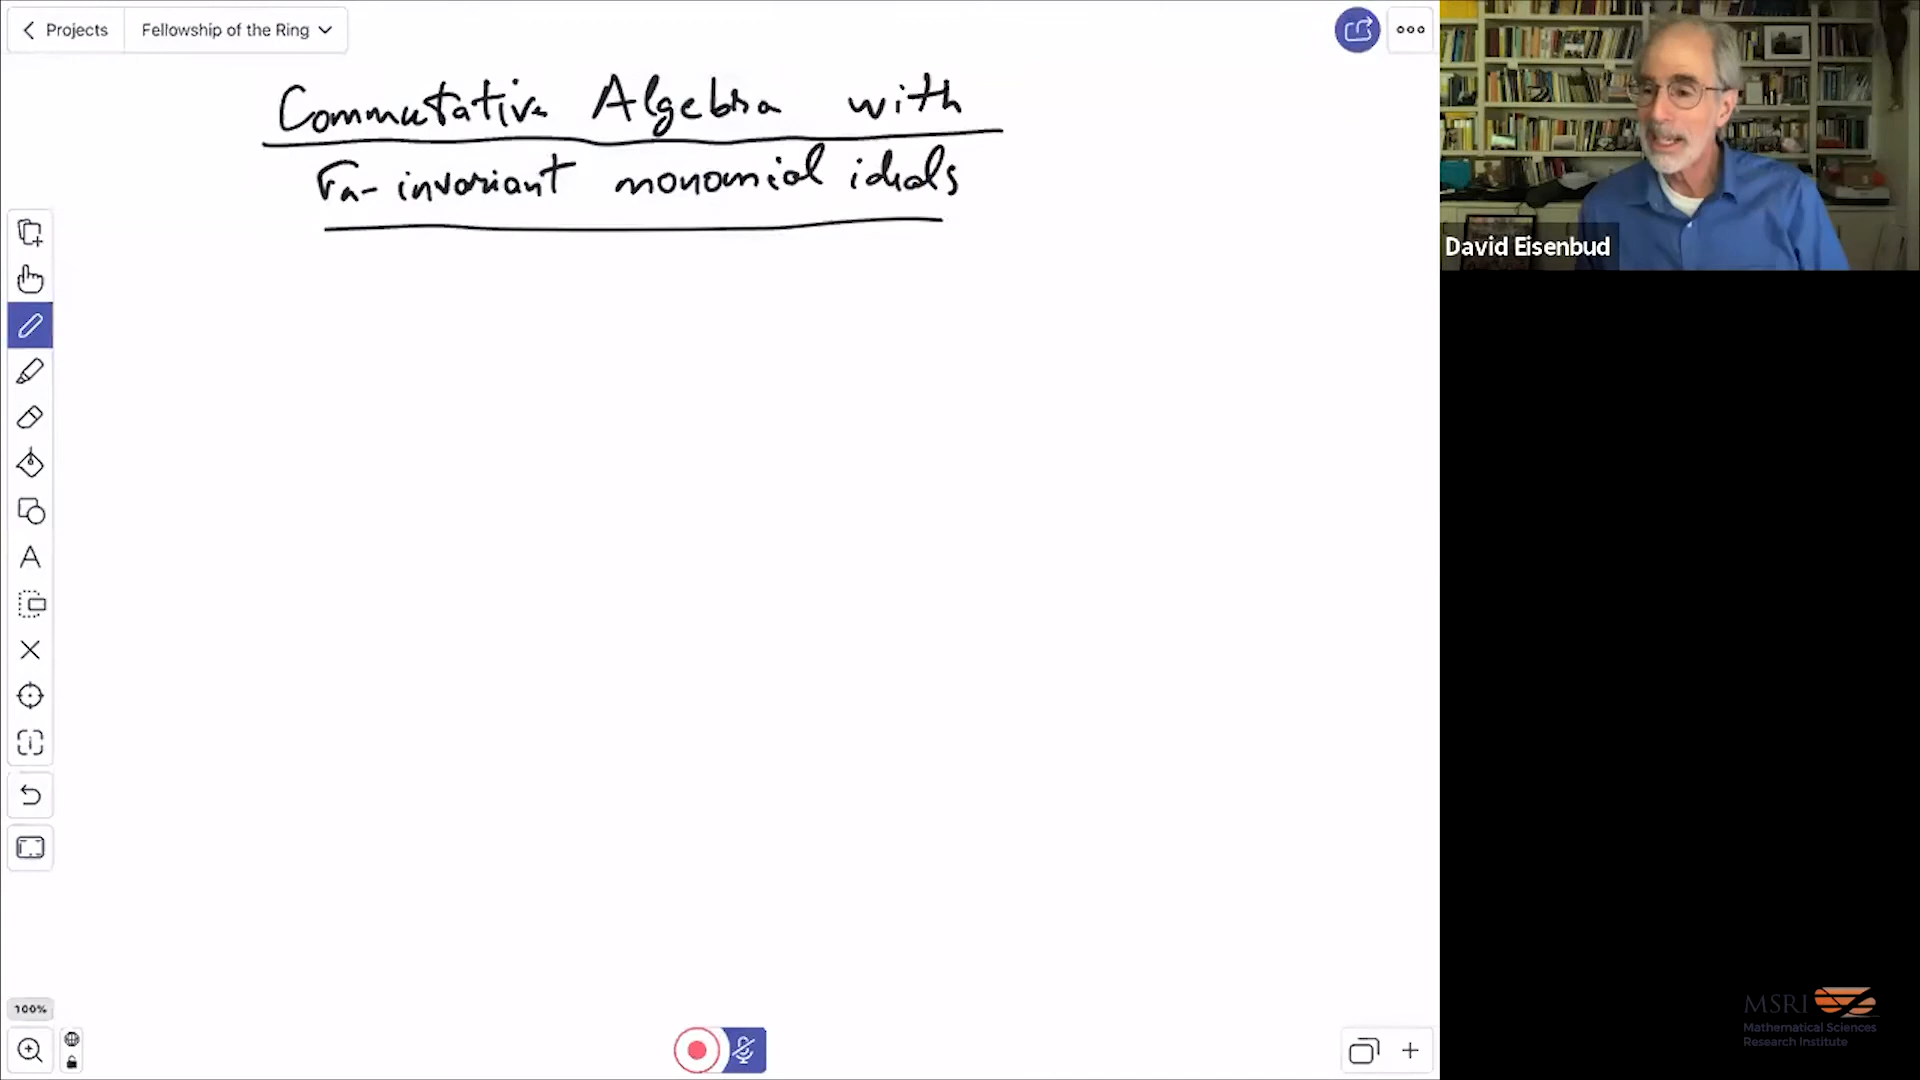 Projects
Fellowship of the Ring
Commutative Algebra with
σn-invariant monomial ideals
David Eisenbud
A
100%
MSRI
Mathematical Sciences
Research Institute